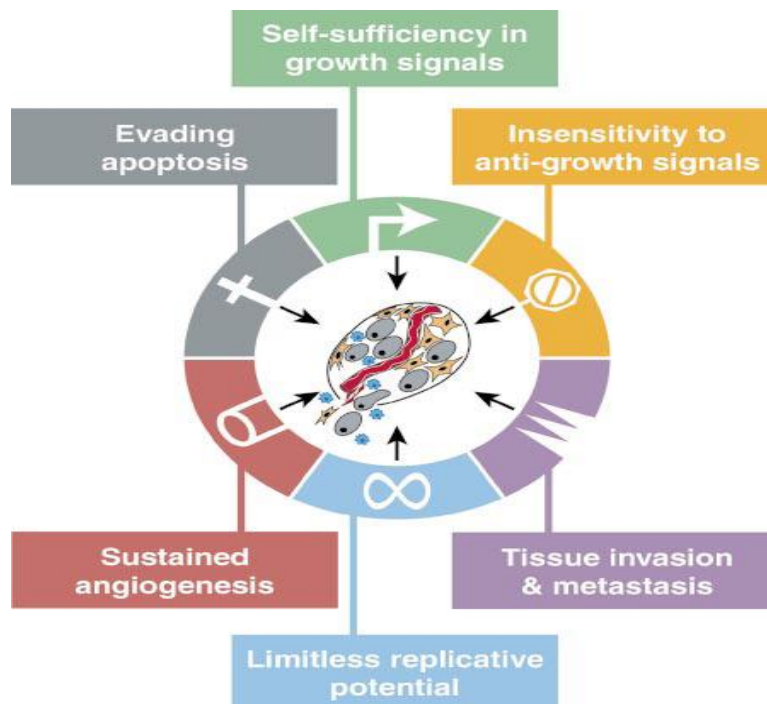 Self-sufficiency in
growth signals
Evading
apoptosis
Insensitivity to
anti-growth signals
Sustained
angiogenesis
Tissue invasion
& metastasis
Limitless replicative
potential